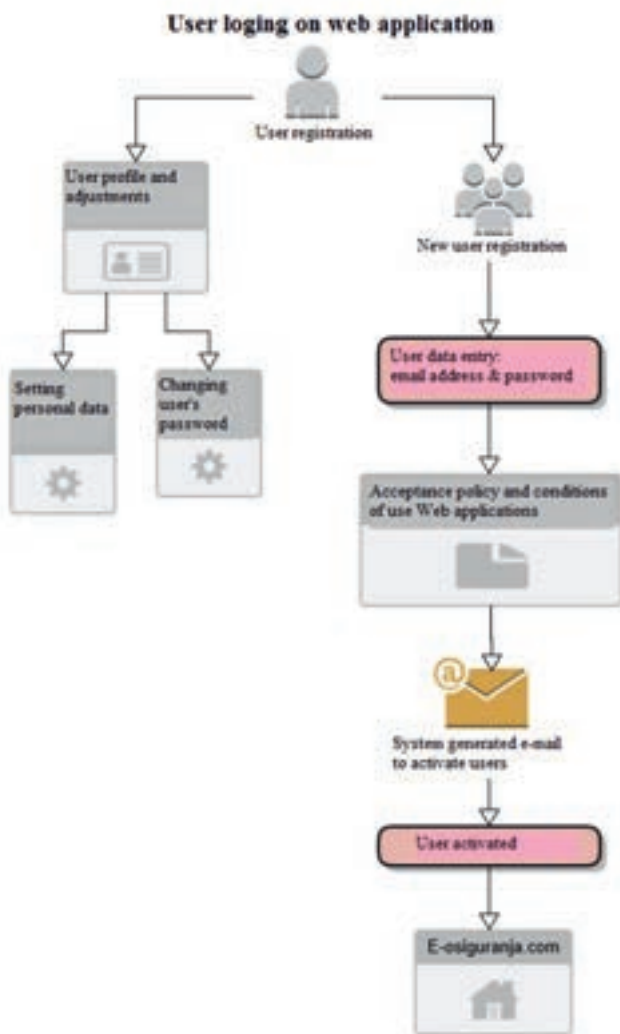 User loging on web application
User registration
User profile and
adjustments
New user registration
User data entry:
email address & password
Setting
personal data
Changing
user's
password
Acceptance policy and conditions
of use Web applications
@
System generated e-mail
to activate users
User activated
E-osiguranja.com